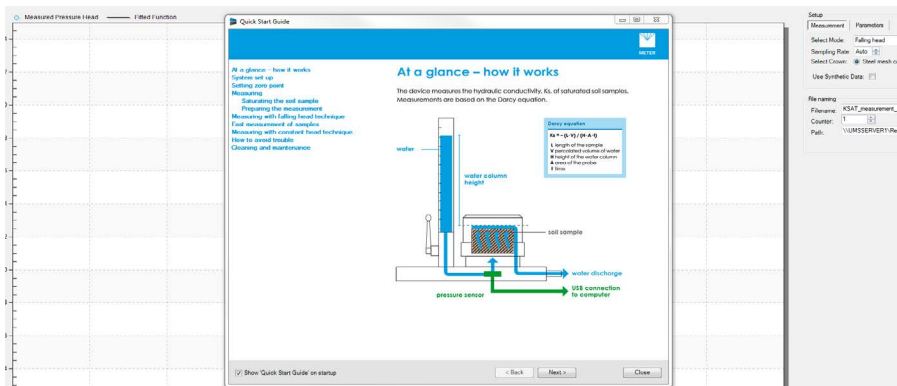 Measured Pressure Head
Fitted Function
Quick Start Guide
METER
At a glance – how it works
System set up
Setting zero point
Measuring
Saturating the soil sample
Preparing the measurement
Measuring with falling head technique
Fast measurement of samples
Measuring with constant head technique
How to avoid trouble
Cleaning and maintenance
At a glance – how it works
The device measures the hydraulic conductivity, Ks, of saturated soil samples.
Measurements are based on the Darcy equation.
Darcy equation
Ks = – (L·V) / (H·A·t)
L length of the sample
V percolated volume of water
H height of the water column
A area of the probe
t time
water
water column
height
soil sample
water discharge
pressure sensor
USB connection
to computer
Show 'Quick Start Guide' on startup
< Back
Next >
Close
Setup
Measurement
Parameters
Select Mode:
Falling head
Sampling Rate
Auto
Select Crown:
Steel mesh c
Use Synthetic Data:
File naming
Filename:
KSAT_measurement_
Counter:
1
Path:
\\UMSSERVER1\Re